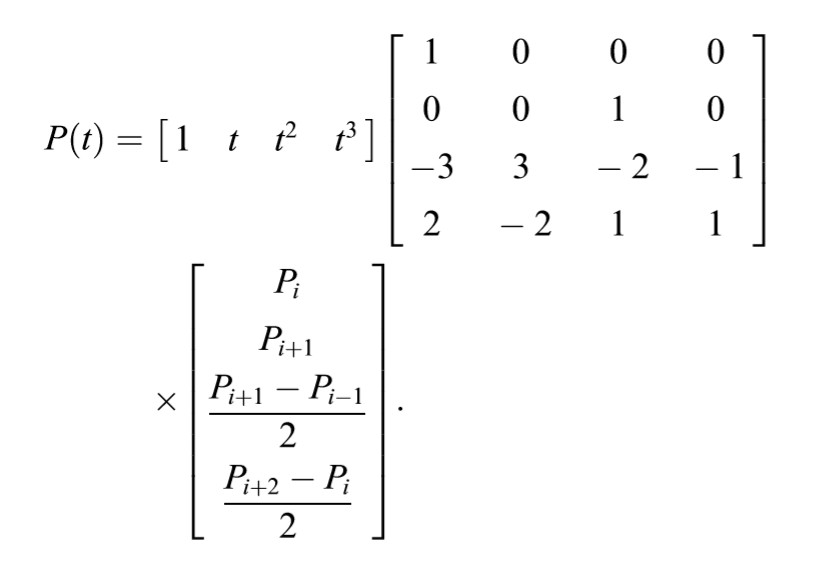 P(t) = [1 t t² t³] [1 0 0 0
0 0 1 0
−3 3 −2 −1
2 −2 1 1]
× [P_i
P_{i+1}
(P_{i+1} − P_{i−1})/2
(P_{i+2} − P_i)/2].